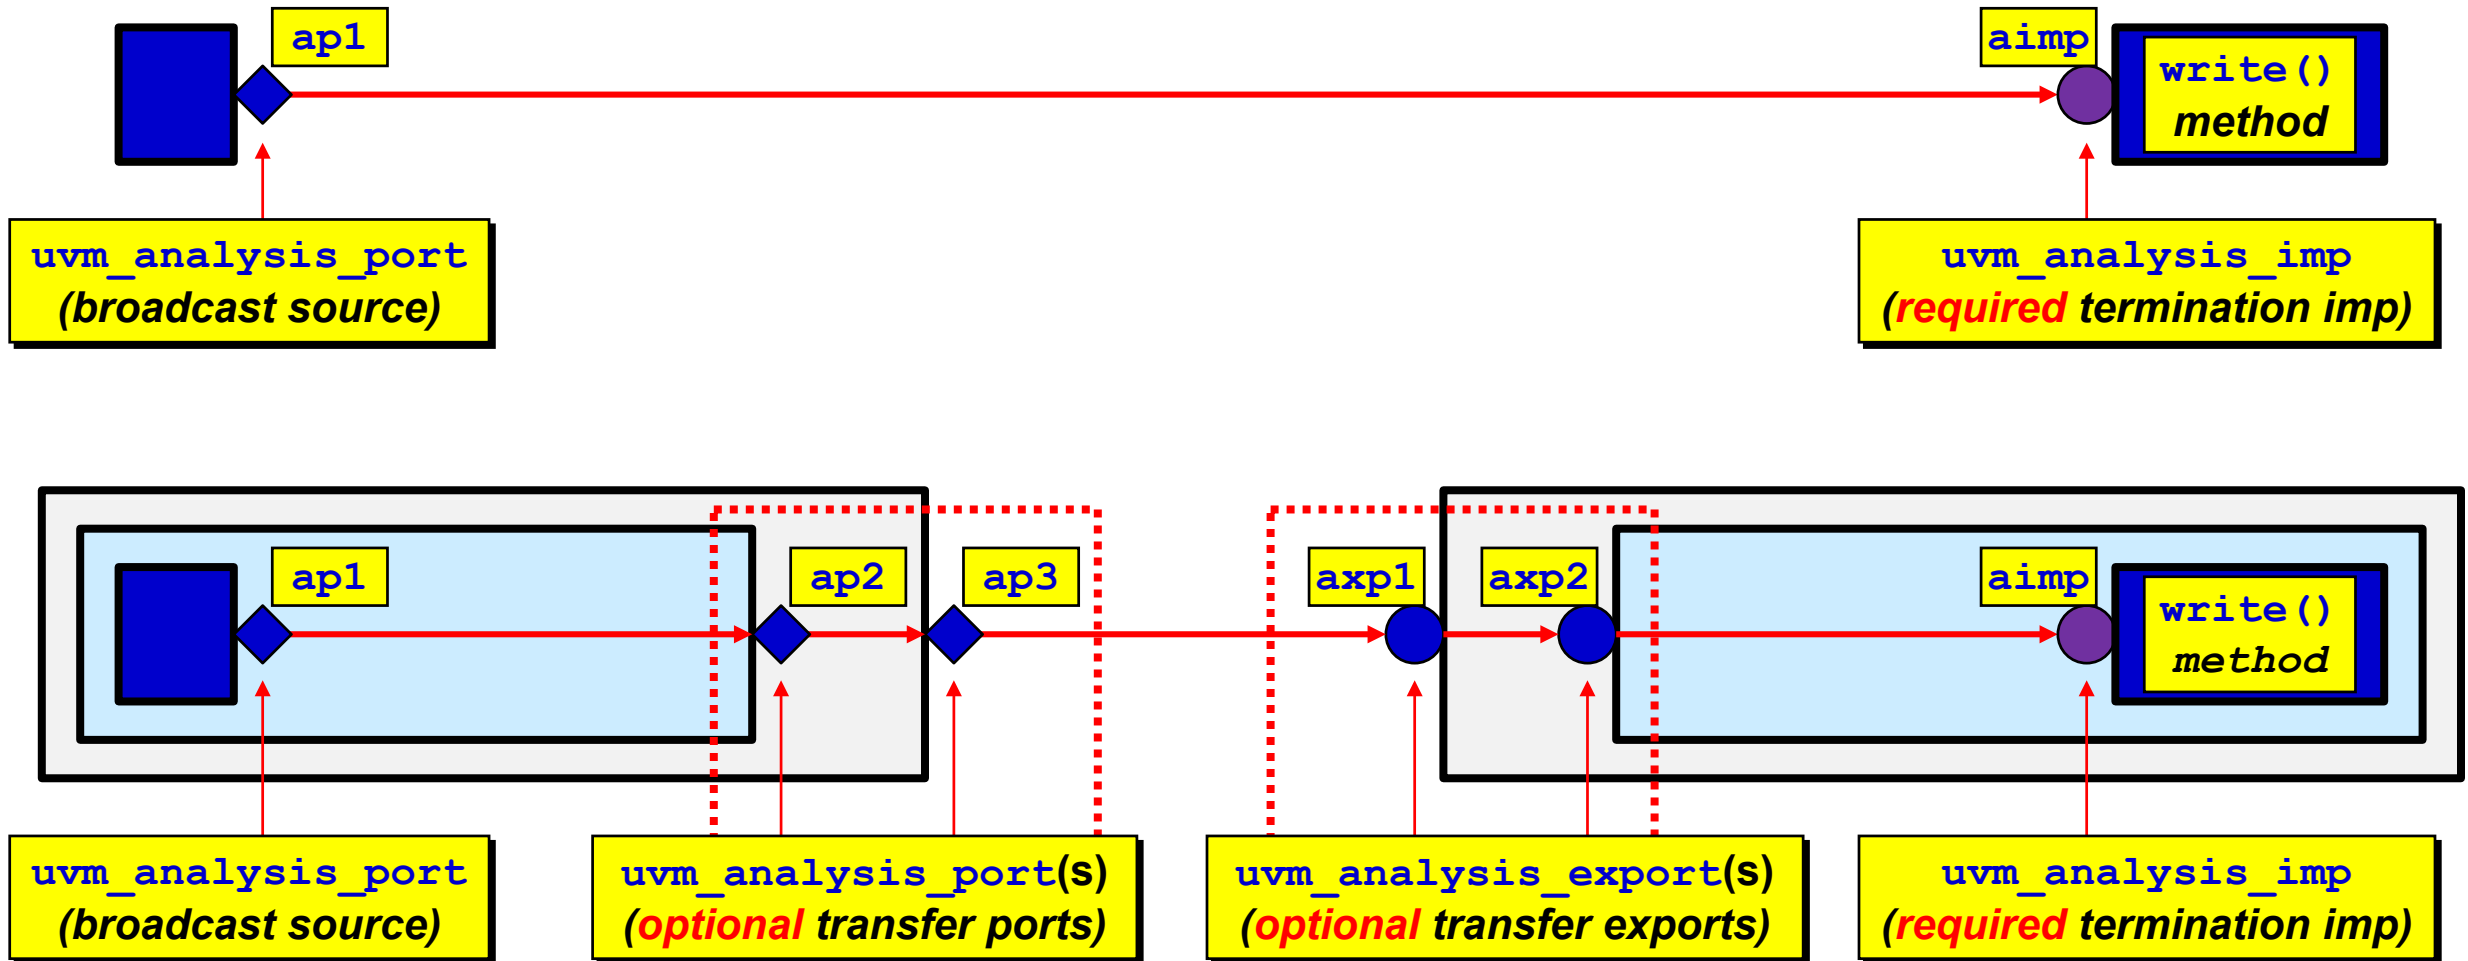 ap1
aimp
write()
method
uvm_analysis_port
(broadcast source)
uvm_analysis_imp
(required termination imp)
ap1
ap2
ap3
axp1
axp2
aimp
write()
method
uvm_analysis_port
(broadcast source)
uvm_analysis_port(s)
(optional transfer ports)
uvm_analysis_export(s)
(optional transfer exports)
uvm_analysis_imp
(required termination imp)